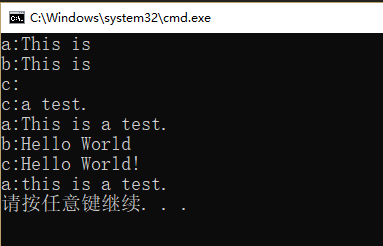 C:\Windows\system32\cmd.exe
a:This is
b:This is
c:
c:a test.
a:This is a test.
b:Hello World
c:Hello World!
a:this is a test.
请按任意键继续. . .